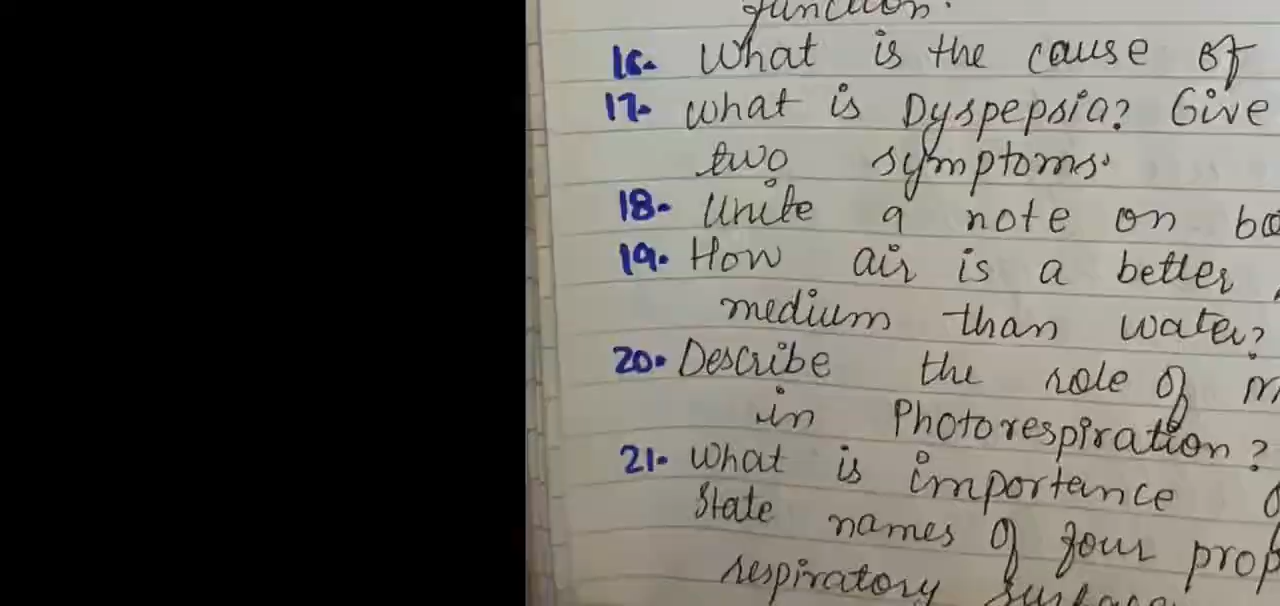 function.
16. What is the cause of
17. What is Dyspepsia? Give
two symptoms.
18. Write a note on
19. How air is a better
medium than water?
20. Describe the role of
in Photorespiration?
21. What is importance
State names of four
respiratory